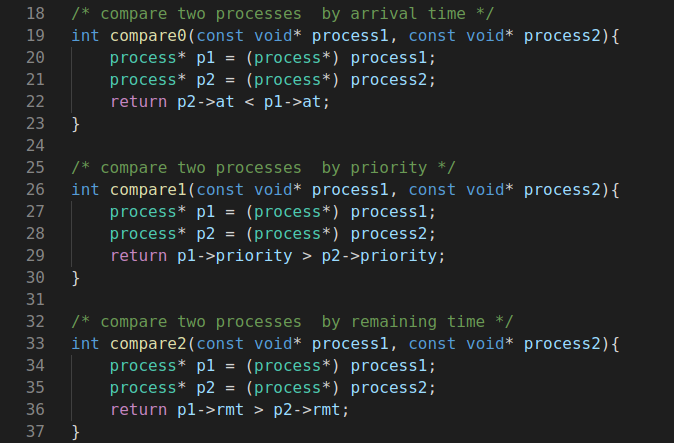 18 /* compare two processes  by arrival time */
19 int compare0(const void* process1, const void* process2){
20     process* p1 = (process*) process1;
21     process* p2 = (process*) process2;
22     return p2->at < p1->at;
23 }
24
25 /* compare two processes  by priority */
26 int compare1(const void* process1, const void* process2){
27     process* p1 = (process*) process1;
28     process* p2 = (process*) process2;
29     return p1->priority > p2->priority;
30 }
31
32 /* compare two processes  by remaining time */
33 int compare2(const void* process1, const void* process2){
34     process* p1 = (process*) process1;
35     process* p2 = (process*) process2;
36     return p1->rmt > p2->rmt;
37 }